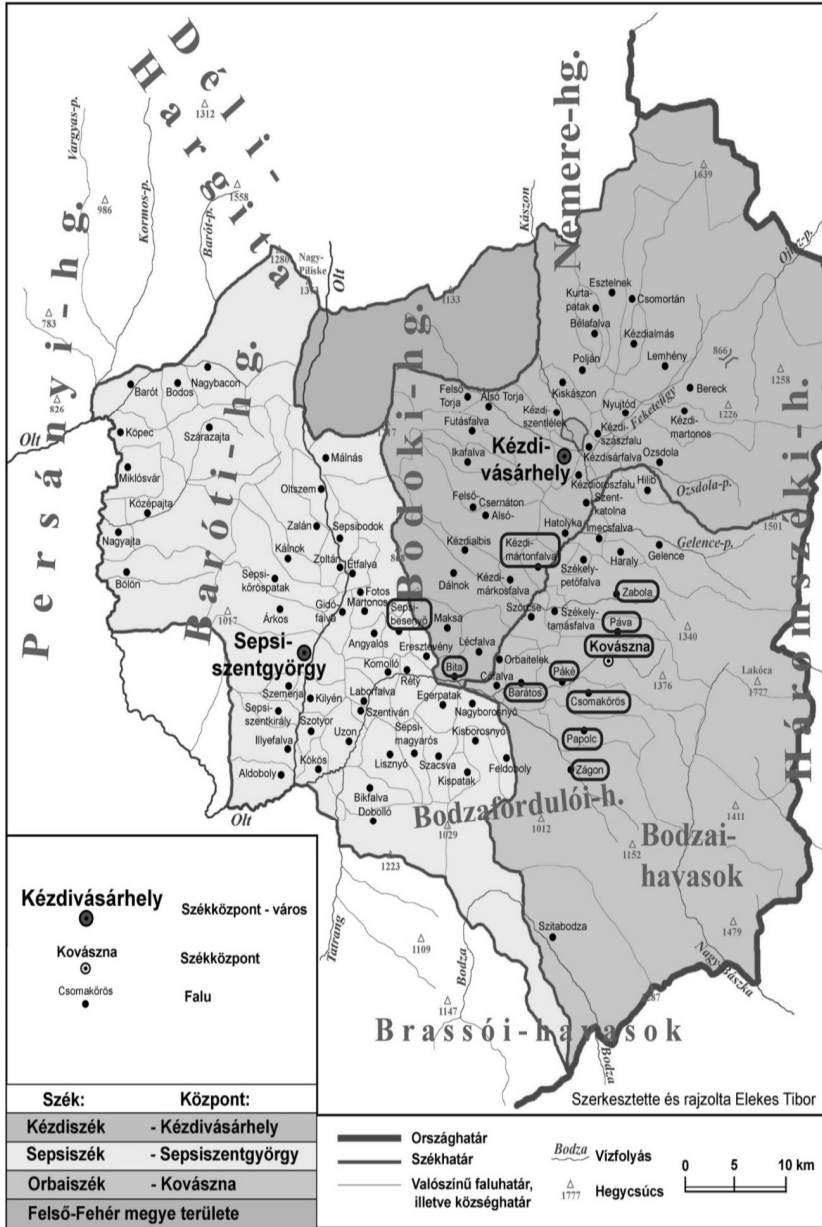 Déli-
Hargita
1312
Vargyas-p.
986
Kormos-p.
1558
Barót-p.
1280
Nagy-
Piliske
Olt
Kászon
Nemere-hg.
1639
Ojtoz-p.
783
826
Olt
Persányi-hg.
Baróti-hg.
Bodoki-hg.
Háromszéki-h.
Esztelnek
Kurta-
patak
Csomortán
Bélafalva
Kézdialmás
Poljan
Lemhény
866
1258
Kiskászon
Bereck
1226
Nyujtód
Feketeügy
Kézdi-
martonos
Barót
Bodos
Nagybacon
Felső
Torja
Alsó Torja
Kézdi-
szentlélek
Futásfalva
Kézdi-
szászfalu
Köpec
Szárazajta
Kézdi-
vásárhely
Kézdisárfalva
Ikafalva
Ozsdola
Málnás
Kézdioroszfalu
Hilib
Ozsdola-p.
Miklósvár
Oltszem
Szent-
katolna
Középajta
Felső-
Csernáton
Alsó-
1501
Nagyajta
Zalán
Sepsibodok
Hatolyka
Imecsfalva
Gelence-p.
Kálnok
Zoltán
Étfalva
Kézdialbis
Kézdi-
mártonfalva
Haraly
Gelence
Bölön
Sepsi-
kőröspatak
Dálnok
Kézdi-
márkosfalva
Székely-
petőfalva
Fotos
Zabola
Árkos
Gidó-
falva
Martonos
Sepsi-
besenyő
Maksa
Szörcse
Székely-
tamásfalva
1017
Páva
1340
Angyalos
Sepsi-
szentgyörgy
Eresztevény
Lécfalva
Kovászna
Komolló
Réty
Bita
Orbaitelek
Lakóca
1777
1376
Cófalva
Barátos
Páké
Csomakőrös
Szemerja
Kilyén
Laborfalva
Egerpatak
Szentiván
Nagyborosnyó
Sepsi-
szentkirály
Szotyor
Uzon
Sepsi-
magyarós
Kisborosnyó
Papolc
Illyefalva
Lisznyó
Szacsva
Feldoboly
Zágon
Kökös
Aldoboly
Kispatak
Bikfalva
Dobolló
Olt
Bodzafordulói-h.
1029
1012
1411
1152
Bodzai-
havasok
1223
Tatrang
1109
Bodza
Szitabodza
1479
Nagy-Bászka
1147
Brassói-havasok
Bodza
Szerkesztette és rajzolta Elekes Tibor
Kézdivásárhely
Székközpont - város
Kovászna
Székközpont
Csomakőrös
Falu
Szék: Központ:
Kézdiszék - Kézdivásárhely
Sepsiszék - Sepsiszentgyörgy
Orbaiszék - Kovászna
Felső-Fehér megye területe
Országhatár
Székhatár
Valószínű faluhatár,
illetve községhatár
Bodza Vízfolyás
1777 Hegycsúcs
0 5 10 km